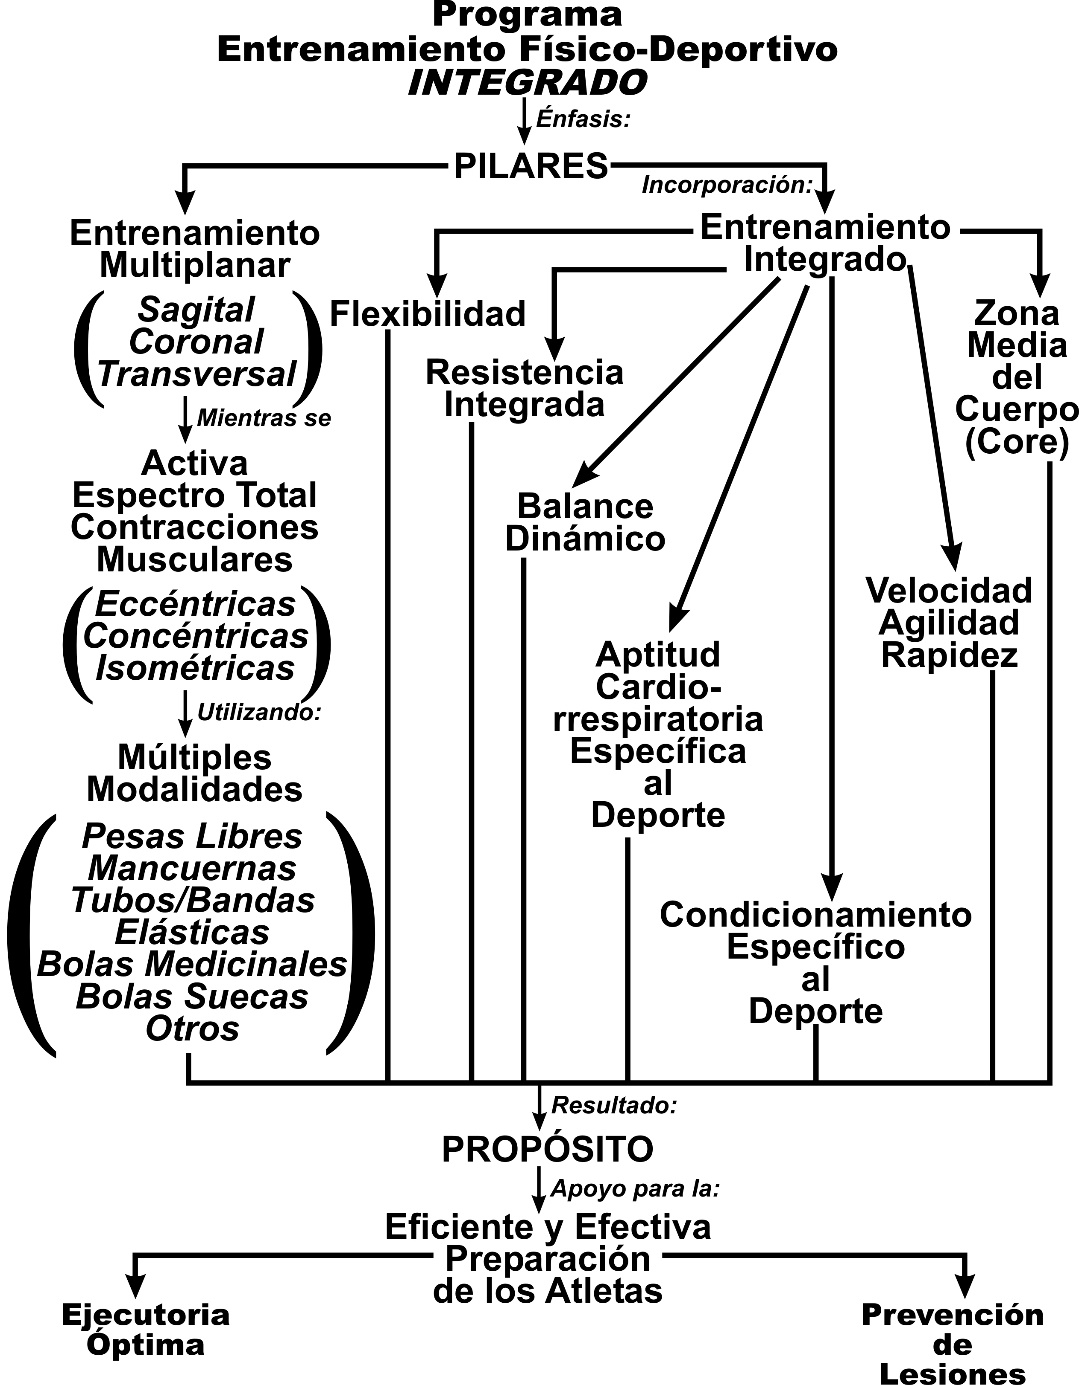 Programa
Entrenamiento Físico-Deportivo
INTEGRADO
Énfasis:
PILARES
Incorporación:
Entrenamiento
Multiplanar
Sagital
Coronal
Transversal
Mientras se
Activa
Espectro Total
Contracciones
Musculares
Eccéntricas
Concéntricas
Isométricas
Utilizando:
Múltiples
Modalidades
Pesas Libres
Mancuernas
Tubos/Bandas
Elásticas
Bolas Medicinales
Bolas Suecas
Otros
Entrenamiento
Integrado
Flexibilidad
Resistencia
Integrada
Balance
Dinámico
Aptitud
Cardio-
rrespiratoria
Específica
al
Deporte
Condicionamiento
Específico
al
Deporte
Velocidad
Agilidad
Rapidez
Zona
Media
del
Cuerpo
(Core)
Resultado:
PROPÓSITO
Apoyo para la:
Eficiente y Efectiva
Preparación
de los Atletas
Ejecutoria
Óptima
Prevención
de
Lesiones